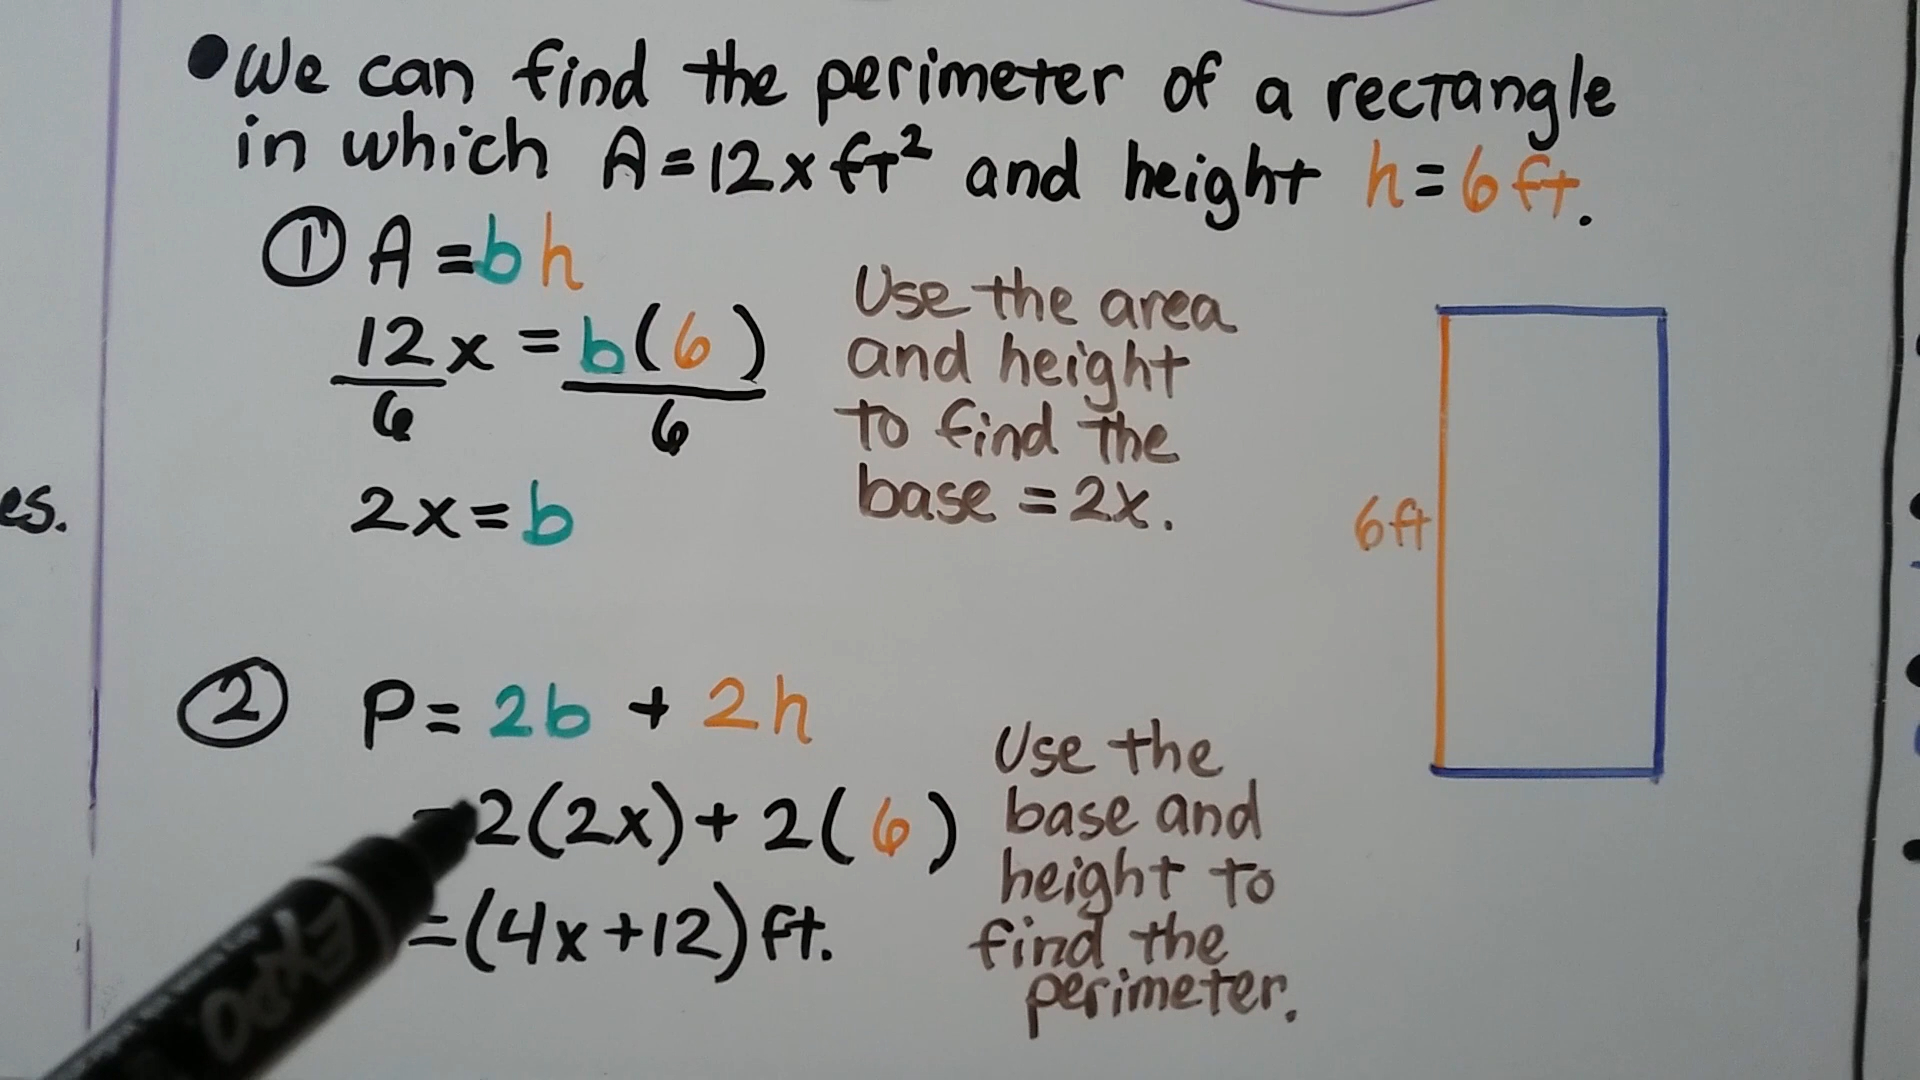 • We can find the perimeter of a rectangle
in which A = 12x ft² and height h = 6 ft.
① A = bh
12x = b(6)
6 6
2x = b
Use the area
and height
to find the
base = 2x.
6ft
es.
② P = 2b + 2h
= 2(2x) + 2(6)
= (4x + 12) ft.
Use the
base and
height to
find the
perimeter.
EXPO